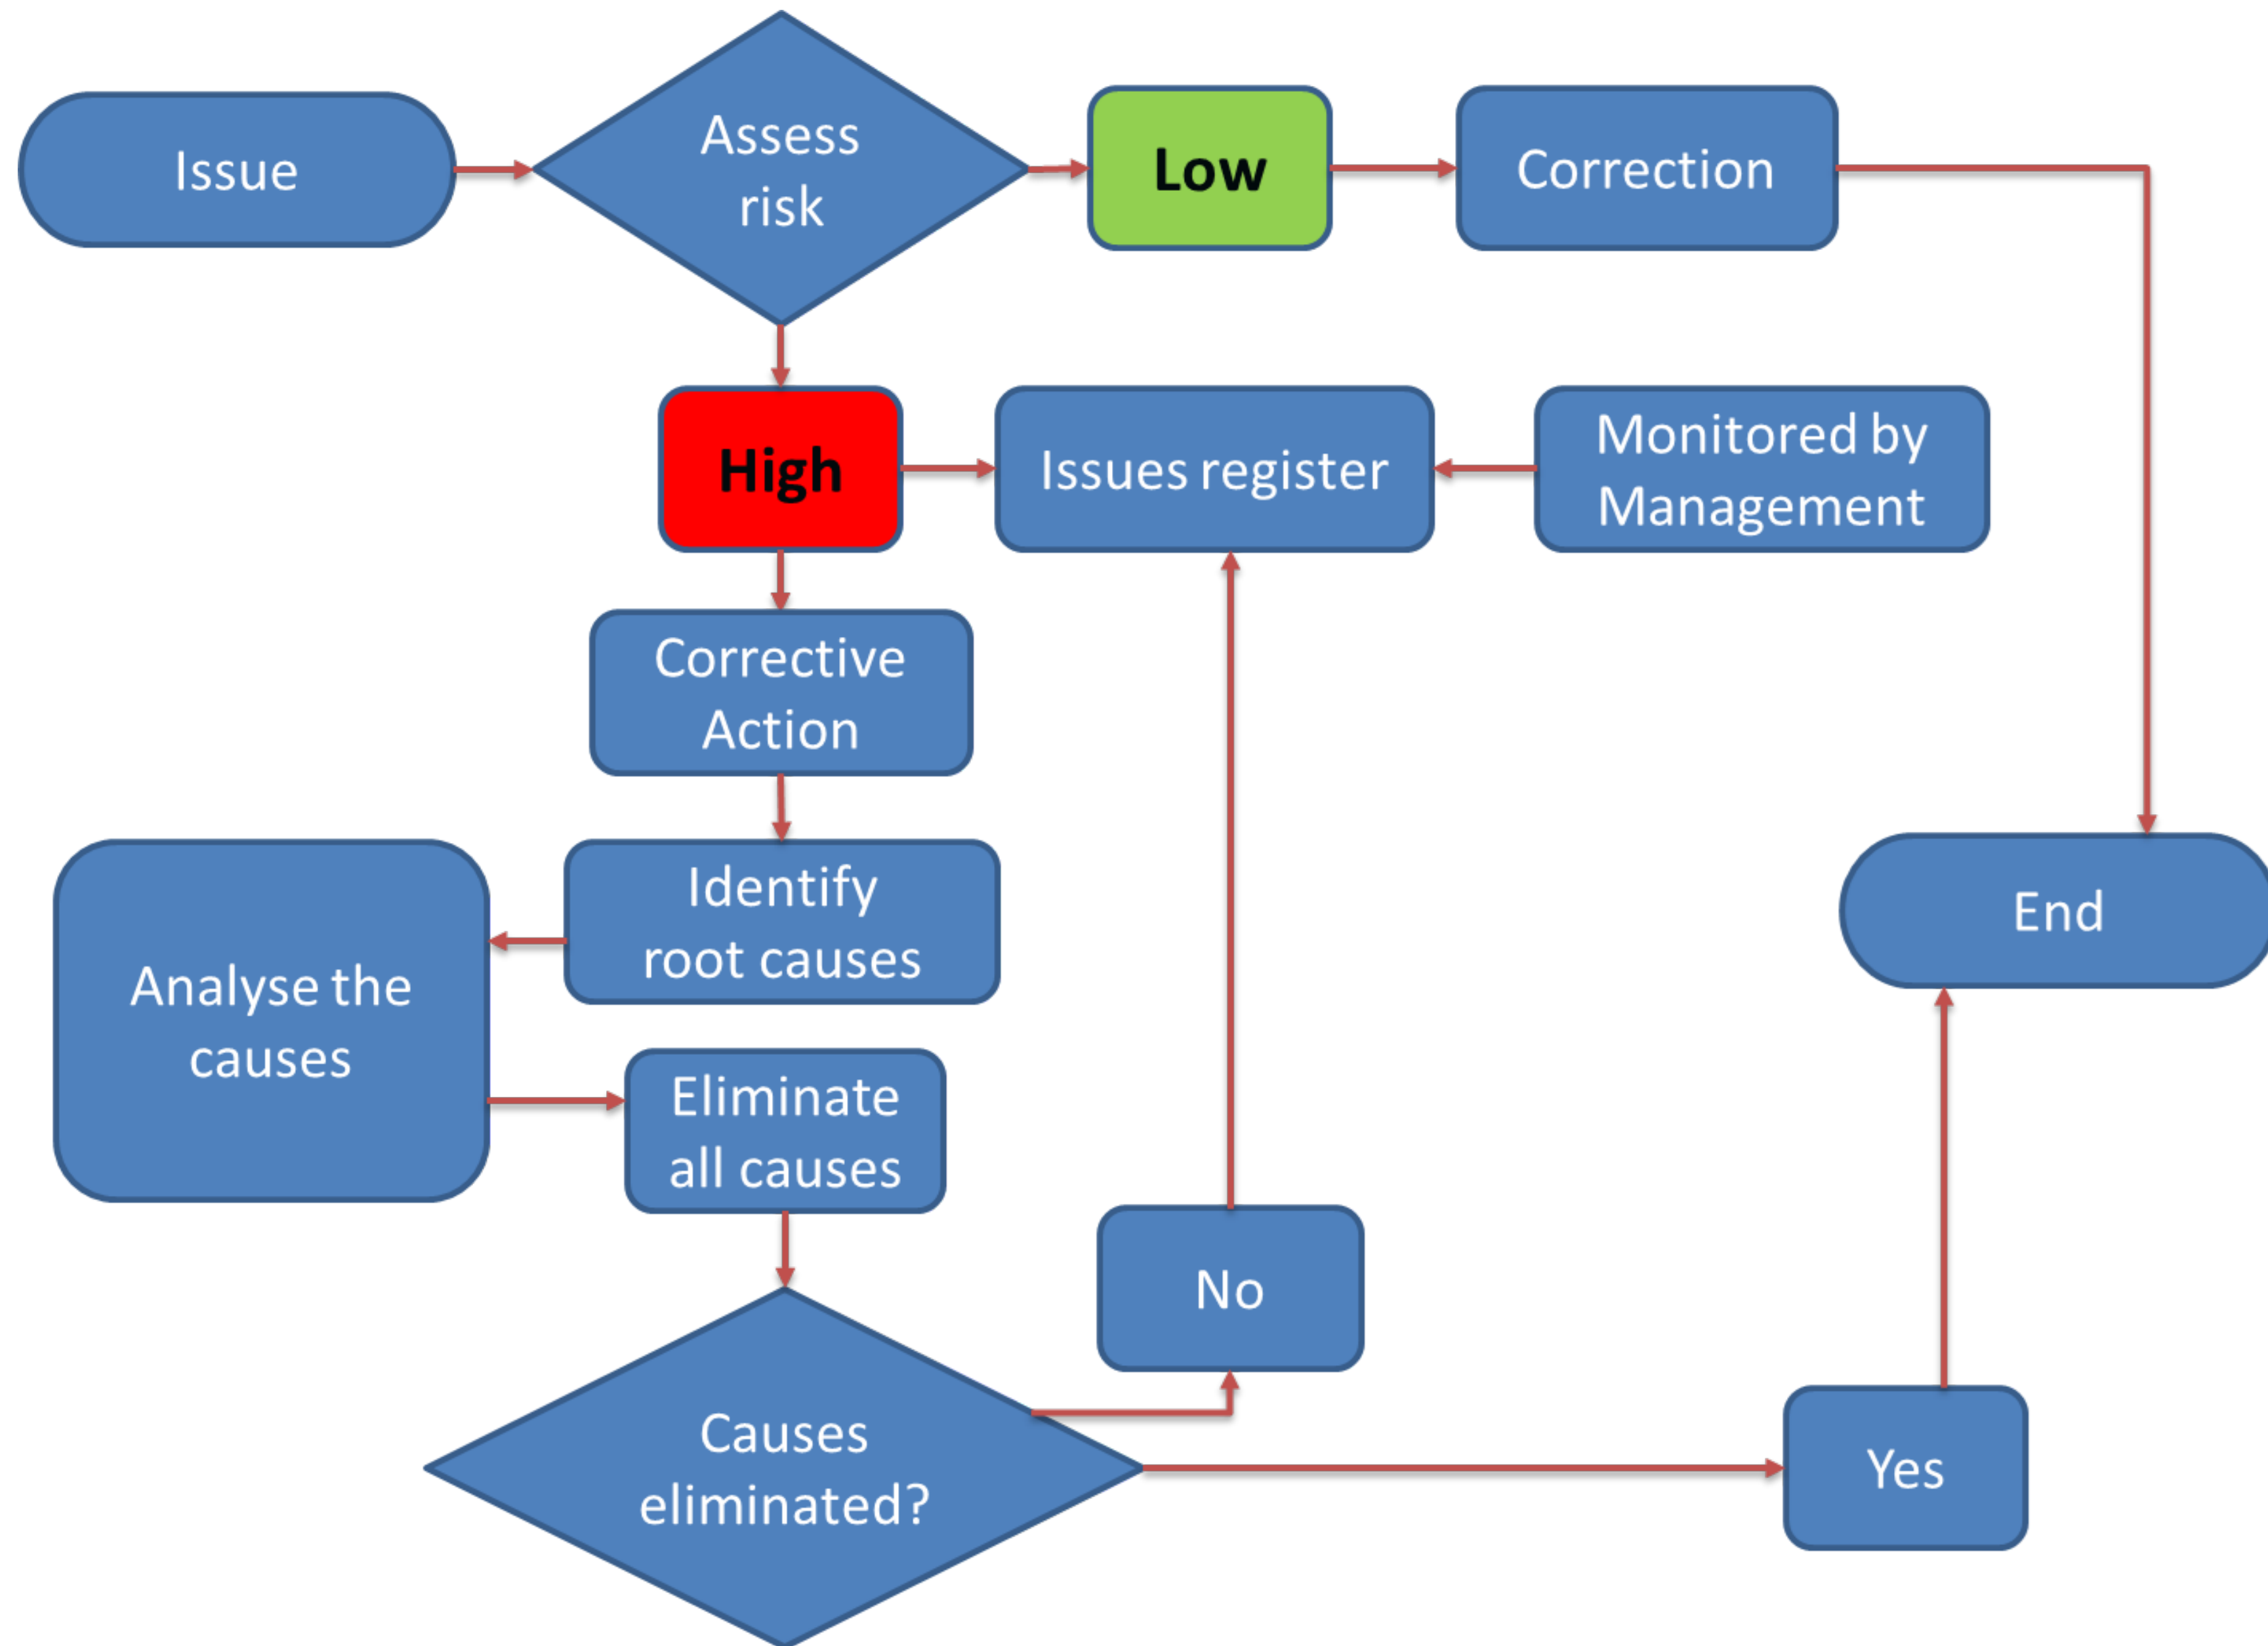 Issue
Assess
risk
Low
Correction
High
Issues register
Monitored by
Management
Corrective
Action
Identify
root causes
Analyse the
causes
End
Eliminate
all causes
No
Causes
eliminated?
Yes